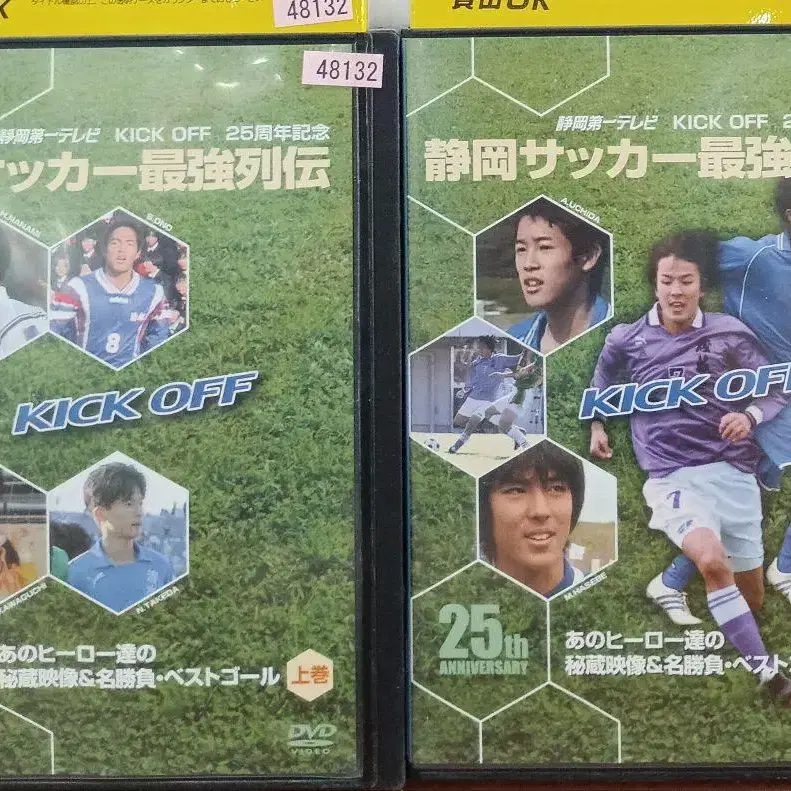 48132
48132
静岡第一テレビ KICK OFF 25周年記念
サッカー最強列伝
S.ONO
KICK OFF
KAWAGUCHI
N.TAKEDA
あのヒーロー達の
秘蔵映像&名勝負・ベストゴール 上巻
DVD
VIDEO
貸出OK
静岡第一テレビ KICK OFF 2
静岡サッカー最強
A.UCHIDA
KICK OFF
M.HASEBE
25th
ANNIVERSARY
あのヒーロー達の
秘蔵映像&名勝負・ベスト